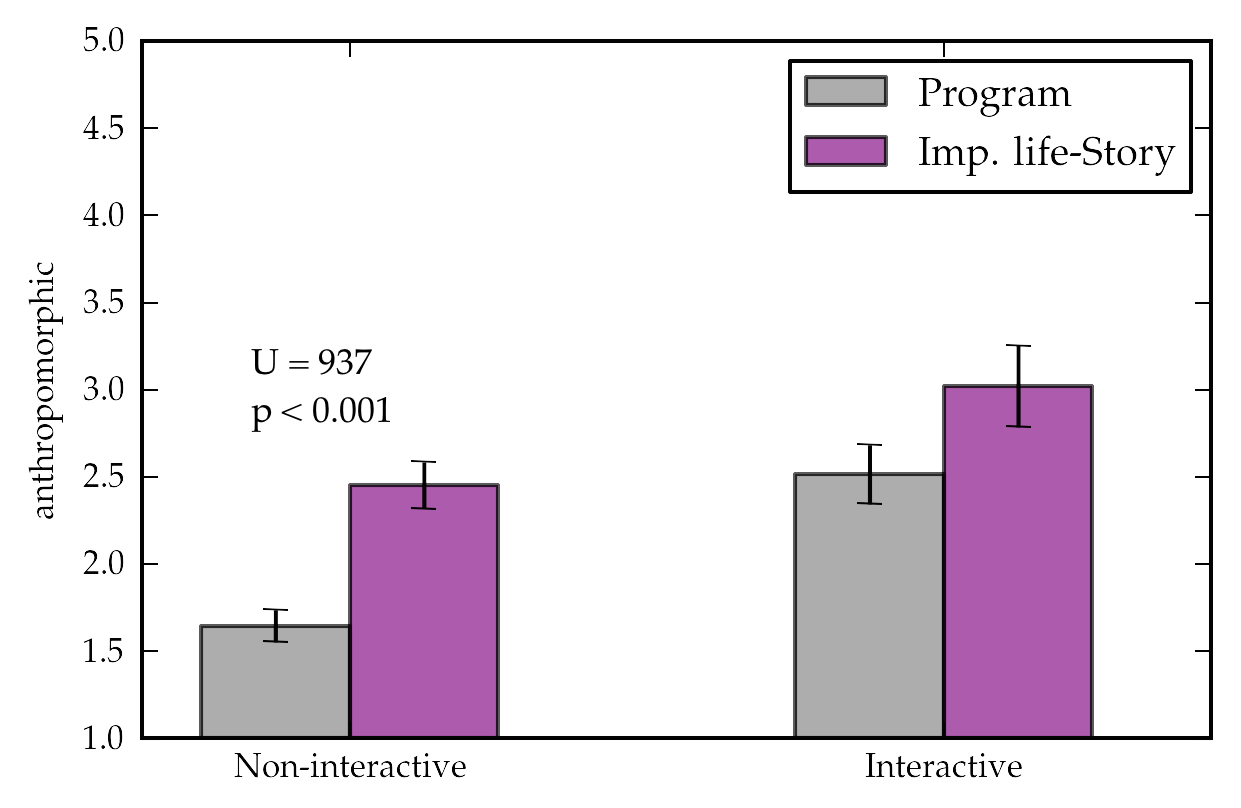 5.0
4.5
4.0
3.5
3.0
2.5
2.0
1.5
1.0
anthropomorphic
Program
Imp. life-Story
U = 937
p < 0.001
Non-interactive
Interactive